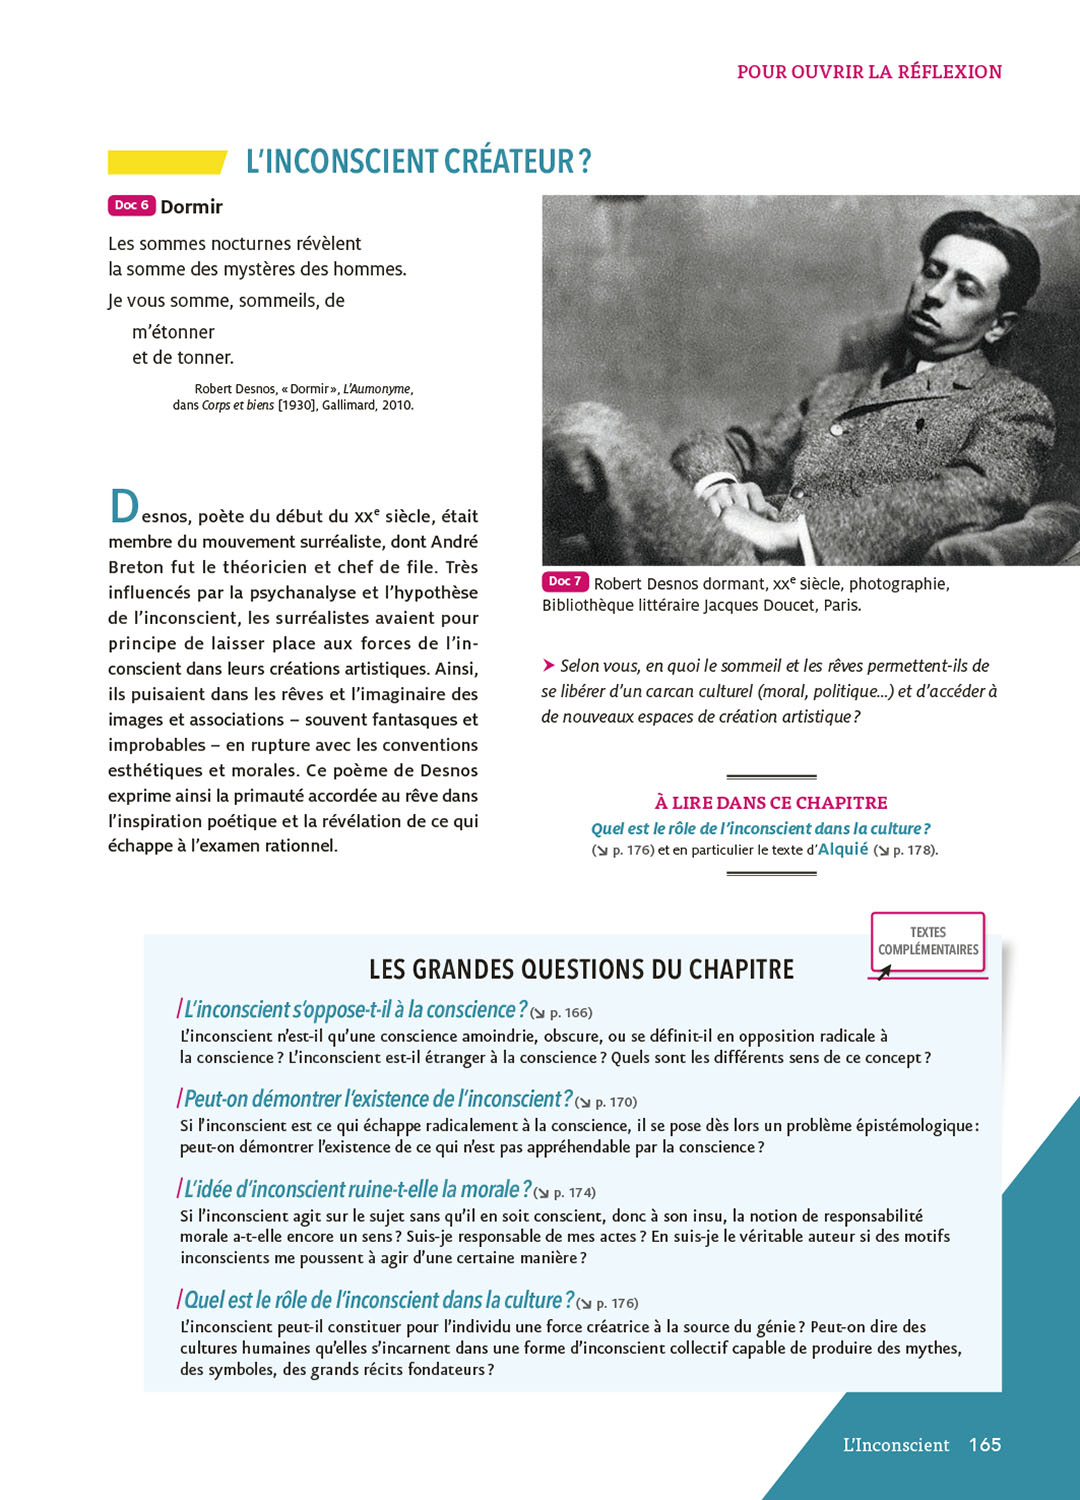 POUR OUVRIR LA RÉFLEXION
L'INCONSCIENT CRÉATEUR ?
Doc 6 Dormir
Les sommes nocturnes révèlent
la somme des mystères des hommes.
Je vous somme, sommeils, de
m'étonner
et de tonner.
Robert Desnos, « Dormir », L'Aumonyme,
dans Corps et biens [1930], Gallimard, 2010.
Desnos, poète du début du XXe siècle, était
membre du mouvement surréaliste, dont André
Breton fut le théoricien et chef de file. Très
influencés par la psychanalyse et l'hypothèse
de l'inconscient, les surréalistes avaient pour
principe de laisser place aux forces de l'in-
conscient dans leurs créations artistiques. Ainsi,
ils puisaient dans les rêves et l'imaginaire des
images et associations – souvent fantasques et
improbables – en rupture avec les conventions
esthétiques et morales. Ce poème de Desnos
exprime ainsi la primauté accordée au rêve dans
l'inspiration poétique et la révélation de ce qui
échappe à l'examen rationnel.
Doc 7 Robert Desnos dormant, XXe siècle, photographie,
Bibliothèque littéraire Jacques Doucet, Paris.
➤ Selon vous, en quoi le sommeil et les rêves permettent-ils de
se libérer d'un carcan culturel (moral, politique…) et d'accéder à
de nouveaux espaces de création artistique ?
À LIRE DANS CE CHAPITRE
Quel est le rôle de l'inconscient dans la culture ?
(↘ p. 176) et en particulier le texte d'Alquié (↘ p. 178).
TEXTES
COMPLÉMENTAIRES
LES GRANDES QUESTIONS DU CHAPITRE
/ L'inconscient s'oppose-t-il à la conscience ? (↘ p. 166)
L'inconscient n'est-il qu'une conscience amoindrie, obscure, ou se définit-il en opposition radicale à
la conscience ? L'inconscient est-il étranger à la conscience ? Quels sont les différents sens de ce concept ?
/ Peut-on démontrer l'existence de l'inconscient ? (↘ p. 170)
Si l'inconscient est ce qui échappe radicalement à la conscience, il se pose dès lors un problème épistémologique :
peut-on démontrer l'existence de ce qui n'est pas appréhendable par la conscience ?
/ L'idée d'inconscient ruine-t-elle la morale ? (↘ p. 174)
Si l'inconscient agit sur le sujet sans qu'il en soit conscient, donc à son insu, la notion de responsabilité
morale a-t-elle encore un sens ? Suis-je responsable de mes actes ? En suis-je le véritable auteur si des motifs
inconscients me poussent à agir d'une certaine manière ?
/ Quel est le rôle de l'inconscient dans la culture ? (↘ p. 176)
L'inconscient peut-il constituer pour l'individu une force créatrice à la source du génie ? Peut-on dire des
cultures humaines qu'elles s'incarnent dans une forme d'inconscient collectif capable de produire des mythes,
des symboles, des grands récits fondateurs ?
L'Inconscient 165